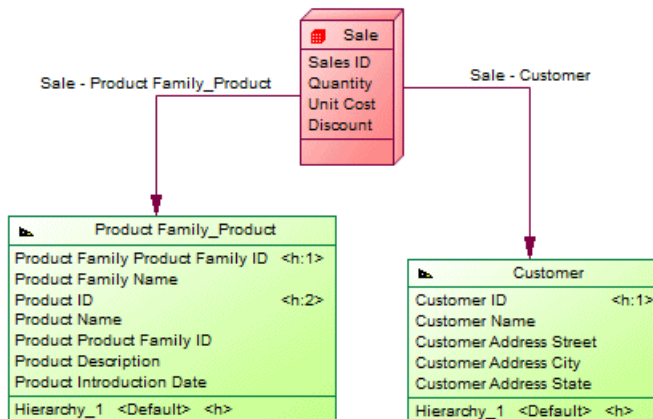 Sale
Sales ID
Quantity
Unit Cost
Discount
Sale - Product Family_Product
Sale - Customer
Product Family_Product
Product Family Product Family ID <h:1>
Product Family Name
Product ID <h:2>
Product Name
Product Product Family ID
Product Description
Product Introduction Date
Hierarchy_1 <Default> <h>
Customer
Customer ID <h:1>
Customer Name
Customer Address Street
Customer Address City
Customer Address State
Hierarchy_1 <Default> <h>